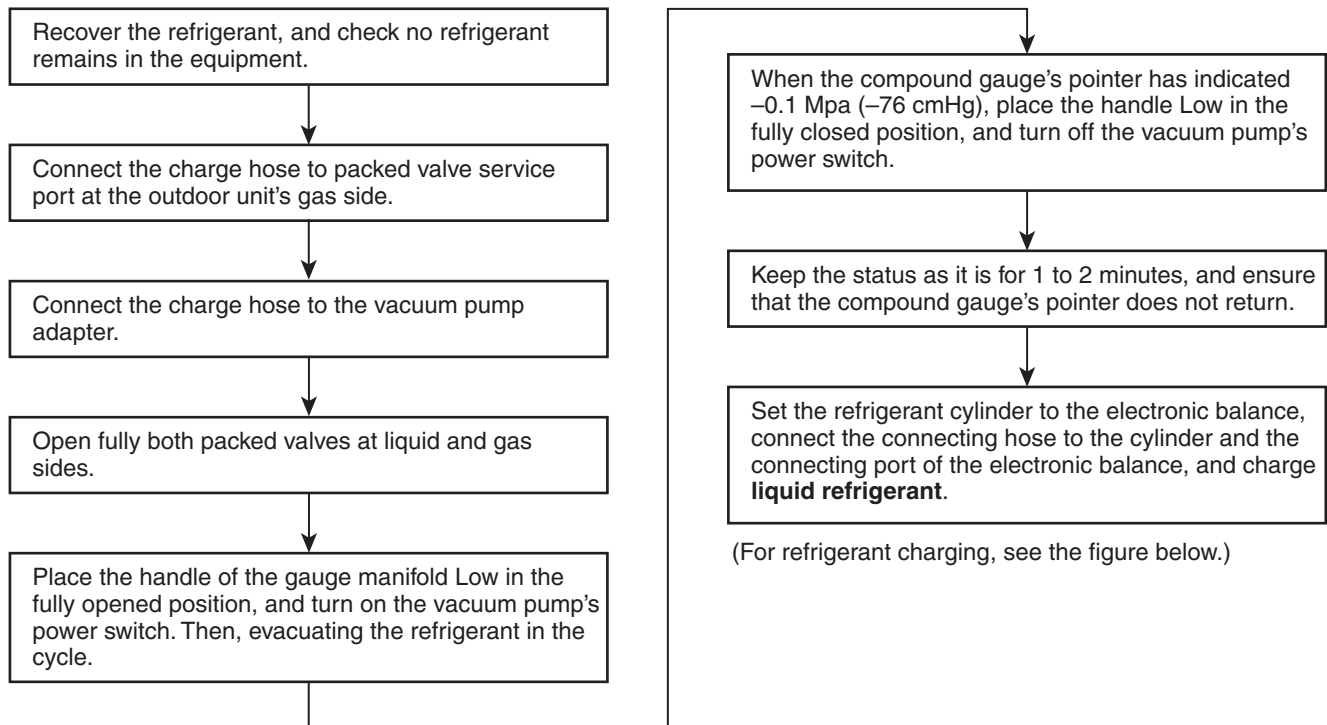 Recover the refrigerant, and check no refrigerant
remains in the equipment.
Connect the charge hose to packed valve service
port at the outdoor unit's gas side.
Connect the charge hose to the vacuum pump
adapter.
Open fully both packed valves at liquid and gas
sides.
Place the handle of the gauge manifold Low in the
fully opened position, and turn on the vacuum pump's
power switch. Then, evacuating the refrigerant in the
cycle.
When the compound gauge's pointer has indicated
–0.1 Mpa (–76 cmHg), place the handle Low in the
fully closed position, and turn off the vacuum pump's
power switch.
Keep the status as it is for 1 to 2 minutes, and ensure
that the compound gauge's pointer does not return.
Set the refrigerant cylinder to the electronic balance,
connect the connecting hose to the cylinder and the
connecting port of the electronic balance, and charge
liquid refrigerant.
(For refrigerant charging, see the figure below.)